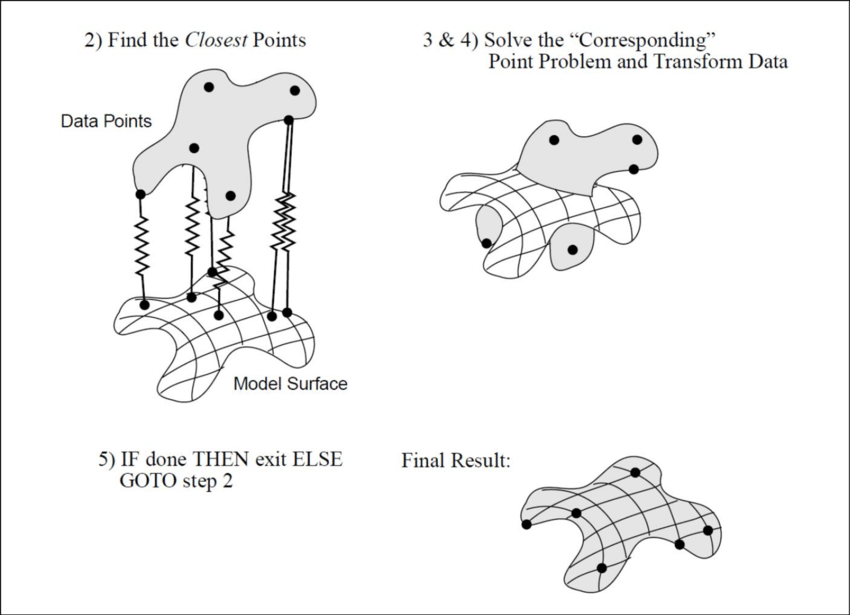 2) Find the Closest Points
3 & 4) Solve the “Corresponding”
Point Problem and Transform Data
Data Points
Model Surface
5) IF done THEN exit ELSE
GOTO step 2
Final Result: